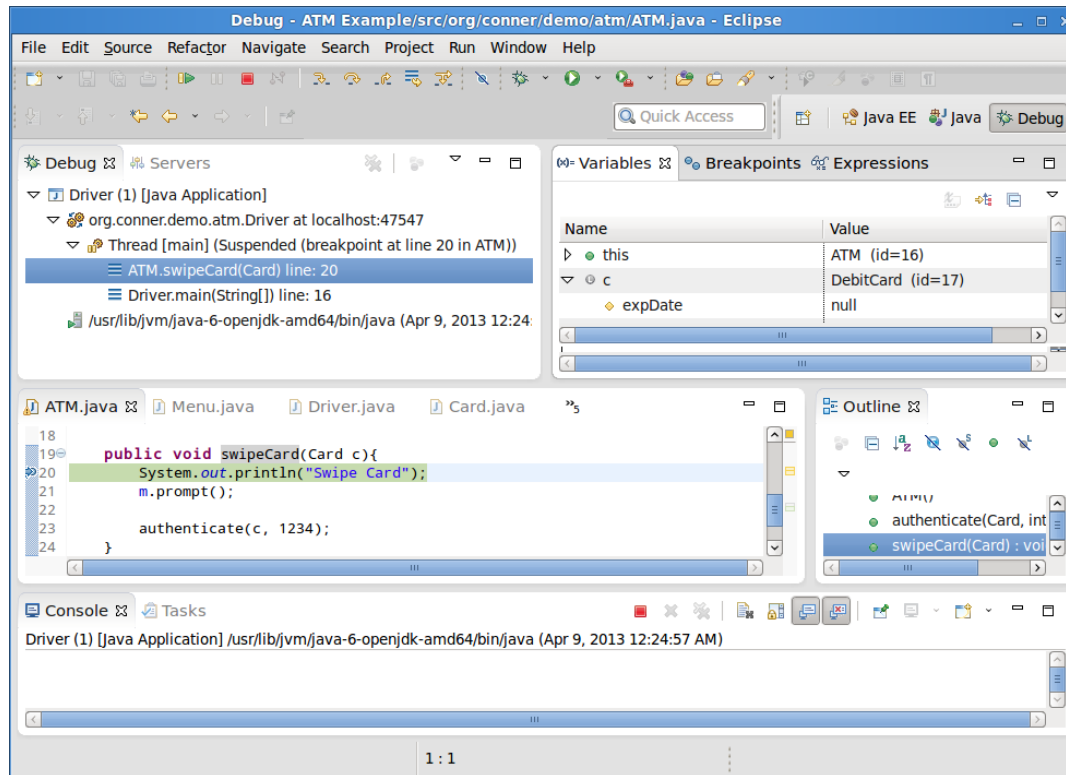 Debug - ATM Example/src/org/conner/demo/atm/ATM.java - Eclipse
File Edit Source Refactor Navigate Search Project Run Window Help
Quick Access
Java EE Java Debug
Debug Servers
Driver (1) [Java Application]
org.conner.demo.atm.Driver at localhost:47547
Thread [main] (Suspended (breakpoint at line 20 in ATM))
ATM.swipeCard(Card) line: 20
Driver.main(String[]) line: 16
/usr/lib/jvm/java-6-openjdk-amd64/bin/java (Apr 9, 2013 12:24:
(x)= Variables Breakpoints Expressions
Name Value
this ATM (id=16)
c DebitCard (id=17)
expDate null
ATM.java Menu.java Driver.java Card.java »5
18
19 public void swipeCard(Card c){
20 System.out.println("Swipe Card");
21 m.prompt();
22
23 authenticate(c, 1234);
24 }
Outline
ATM()
authenticate(Card, int
swipeCard(Card) : voi
Console Tasks
Driver (1) [Java Application] /usr/lib/jvm/java-6-openjdk-amd64/bin/java (Apr 9, 2013 12:24:57 AM)
1 : 1